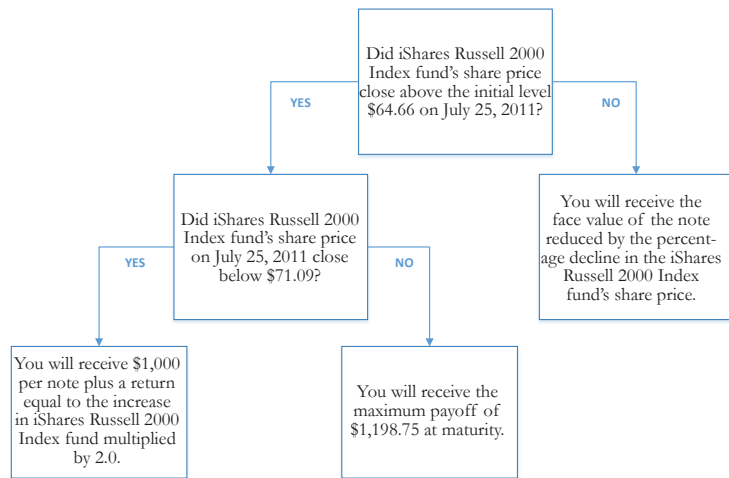 Did iShares Russell 2000
Index fund's share price
close above the initial level
$64.66 on July 25, 2011?
YES
NO
Did iShares Russell 2000
Index fund's share price
on July 25, 2011 close
below $71.09?
You will receive the
face value of the note
reduced by the percent-
age decline in the iShares
Russell 2000 Index
fund's share price.
YES
NO
You will receive $1,000
per note plus a return
equal to the increase
in iShares Russell 2000
Index fund multiplied
by 2.0.
You will receive the
maximum payoff of
$1,198.75 at maturity.